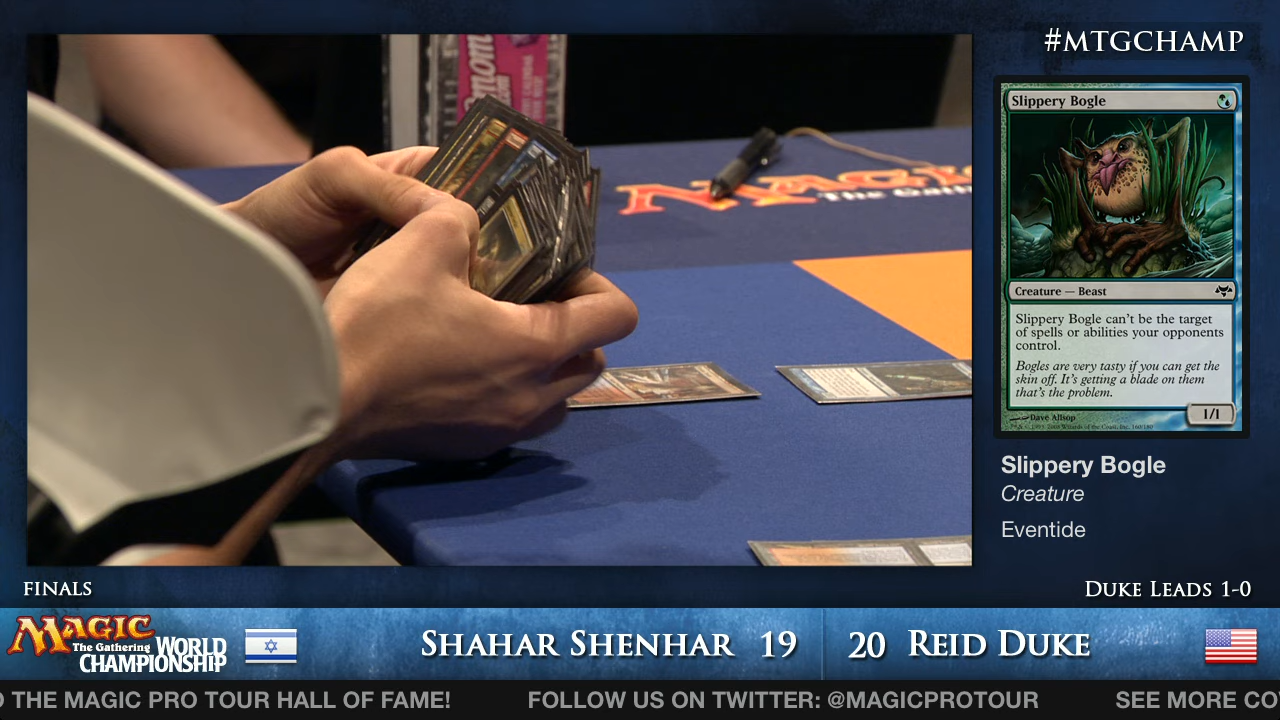 #MTGCHAMP
Slippery Bogle
Creature — Beast
Slippery Bogle can't be the target
of spells or abilities your opponents
control.
Bogles are very tasty if you can get the
skin off. It's getting a blade on them
that's the problem.
1/1
Dave Allsop
Slippery Bogle
Creature
Eventide
MAGIC
The Gath
FINALS
DUKE LEADS 1-0
MAGIC
The Gathering
WORLD
CHAMPIONSHIP
SHAHAR SHENHAR 19
20 REID DUKE
THE MAGIC PRO TOUR HALL OF FAME! FOLLOW US ON TWITTER: @MAGICPROTOUR SEE MORE